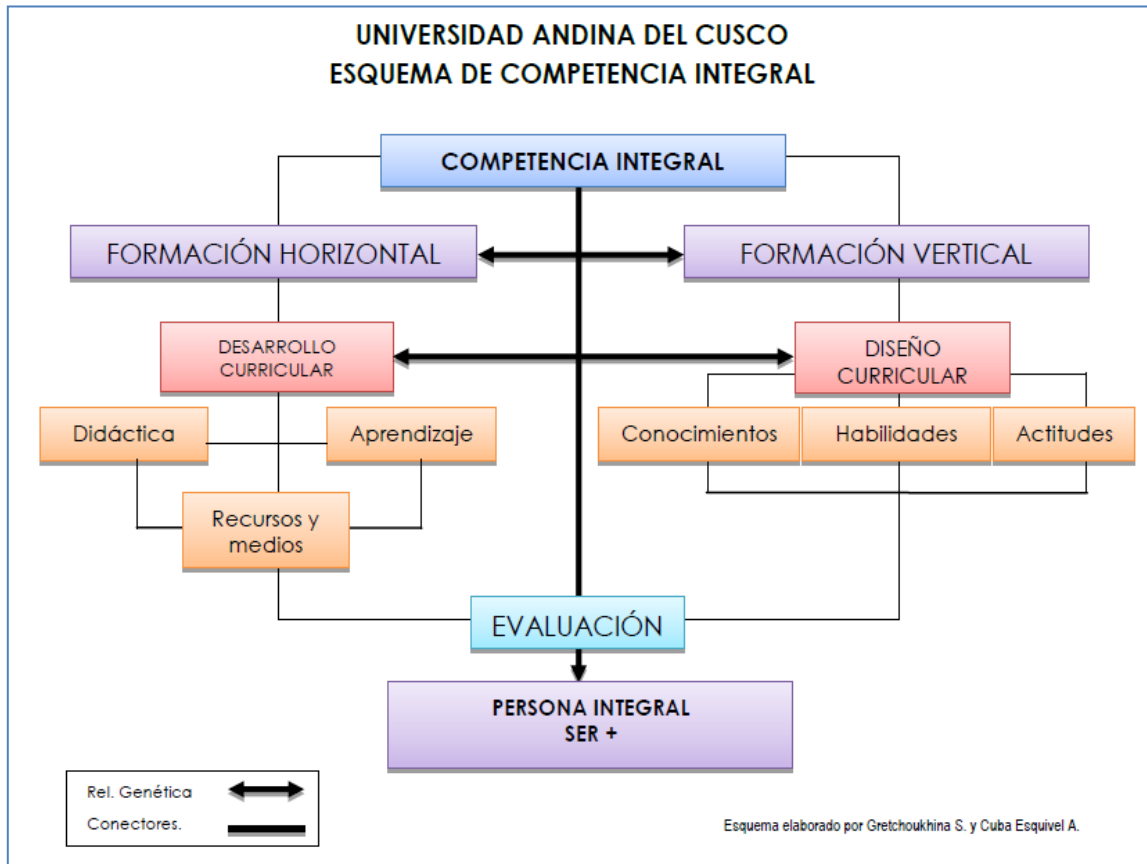 UNIVERSIDAD ANDINA DEL CUSCO
ESQUEMA DE COMPETENCIA INTEGRAL
COMPETENCIA INTEGRAL
FORMACIÓN HORIZONTAL
FORMACIÓN VERTICAL
DESARROLLO
CURRICULAR
DISEÑO
CURRICULAR
Didáctica
Aprendizaje
Conocimientos
Habilidades
Actitudes
Recursos y
medios
EVALUACIÓN
PERSONA INTEGRAL
SER +
Rel. Genética
Conectores.
Esquema elaborado por Gretchoukhina S. y Cuba Esquivel A.